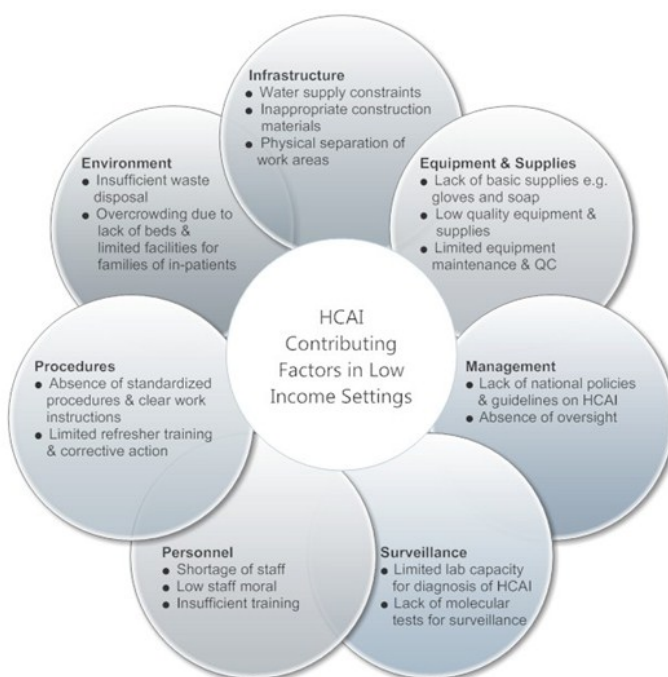 Infrastructure
● Water supply constraints
● Inappropriate construction
materials
● Physical separation of
work areas
Equipment & Supplies
● Lack of basic supplies e.g.
gloves and soap
● Low quality equipment &
supplies
● Limited equipment
maintenance & QC
Management
● Lack of national policies
& guidelines on HCAI
● Absence of oversight
Surveillance
● Limited lab capacity
for diagnosis of HCAI
● Lack of molecular
tests for surveillance
Personnel
● Shortage of staff
● Low staff moral
● Insufficient training
Procedures
● Absence of standardized
procedures & clear work
instructions
● Limited refresher training
& corrective action
Environment
● Insufficient waste
disposal
● Overcrowding due to
lack of beds &
limited facilities for
families of in-patients
HCAI
Contributing
Factors in Low
Income Settings